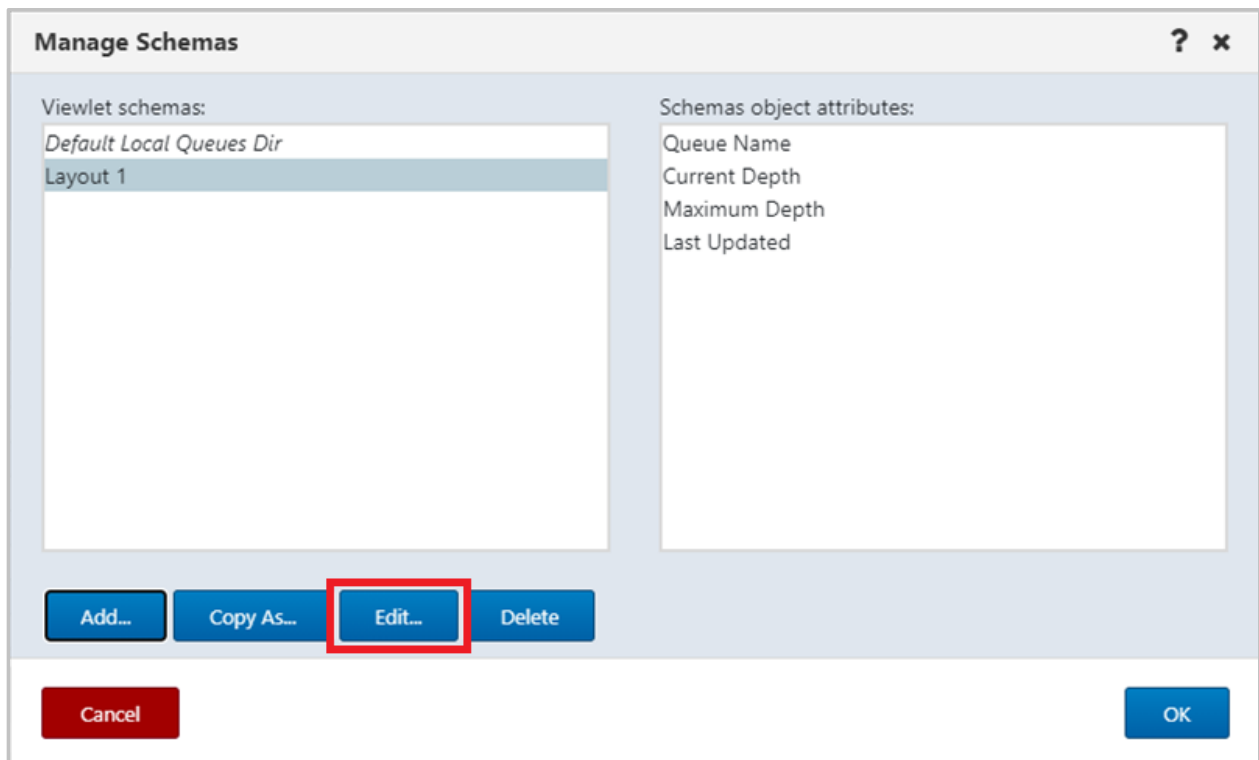 Manage Schemas ? ×
Viewlet schemas:
Default Local Queues Dir
Layout 1
Schemas object attributes:
Queue Name
Current Depth
Maximum Depth
Last Updated
Add... Copy As... Edit... Delete
Cancel OK